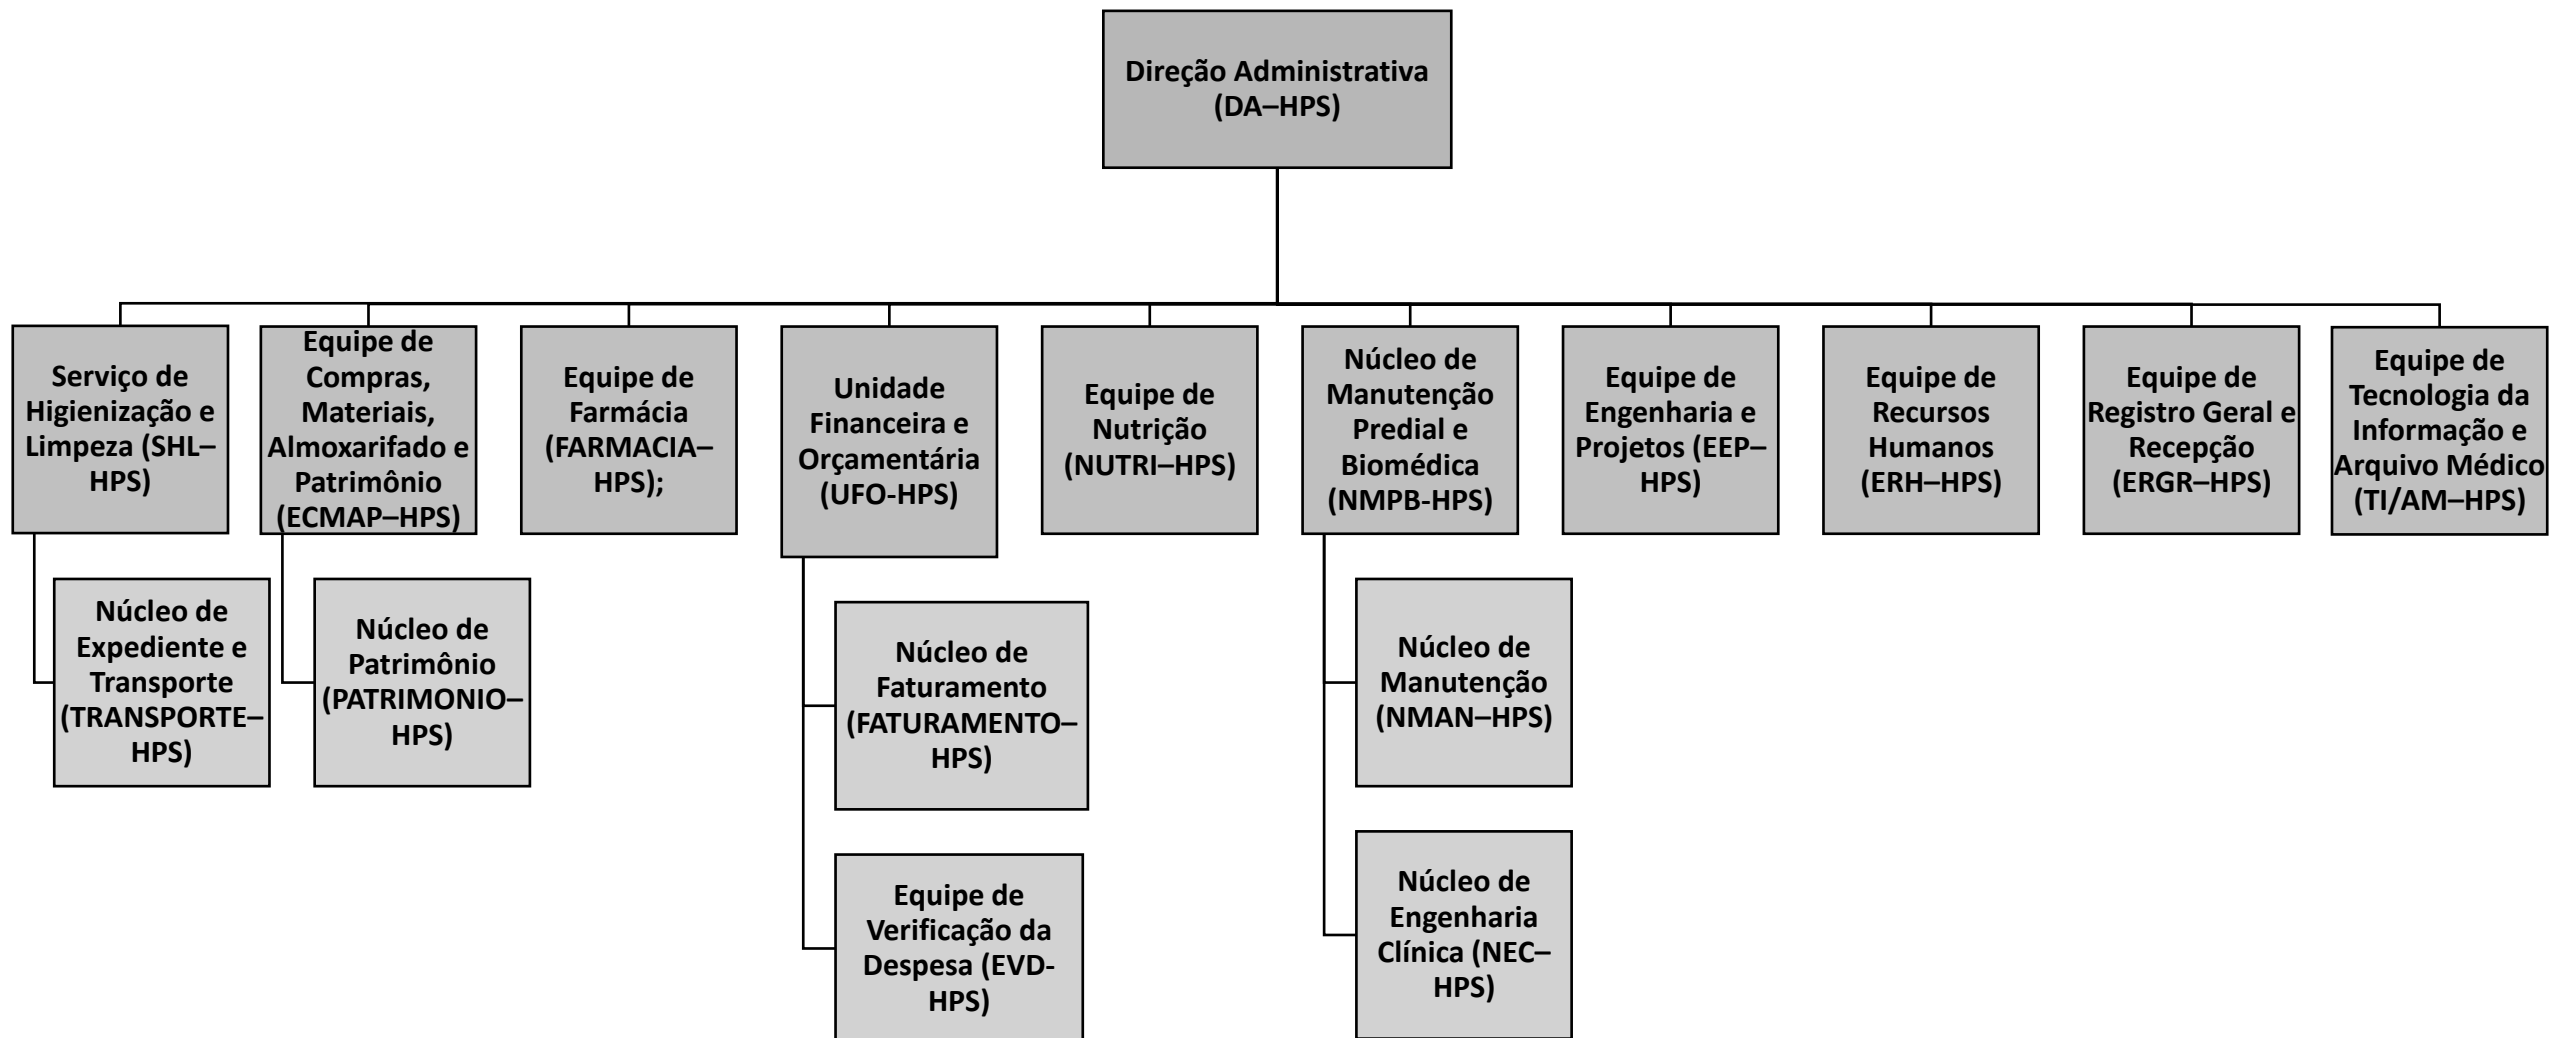 Direção Administrativa
(DA–HPS)
Serviço de
Higienização e
Limpeza (SHL–
HPS)
Equipe de
Compras,
Materiais,
Almoxarifado e
Patrimônio
(ECMAP–HPS)
Equipe de
Farmácia
(FARMACIA–
HPS);
Unidade
Financeira e
Orçamentária
(UFO-HPS)
Equipe de
Nutrição
(NUTRI–HPS)
Núcleo de
Manutenção
Predial e
Biomédica
(NMPB-HPS)
Equipe de
Engenharia e
Projetos (EEP–
HPS)
Equipe de
Recursos
Humanos
(ERH–HPS)
Equipe de
Registro Geral e
Recepção
(ERGR–HPS)
Equipe de
Tecnologia da
Informação e
Arquivo Médico
(TI/AM–HPS)
Núcleo de
Expediente e
Transporte
(TRANSPORTE–
HPS)
Núcleo de
Patrimônio
(PATRIMONIO–
HPS)
Núcleo de
Faturamento
(FATURAMENTO–
HPS)
Núcleo de
Manutenção
(NMAN–HPS)
Equipe de
Verificação da
Despesa (EVD-
HPS)
Núcleo de
Engenharia
Clínica (NEC–
HPS)